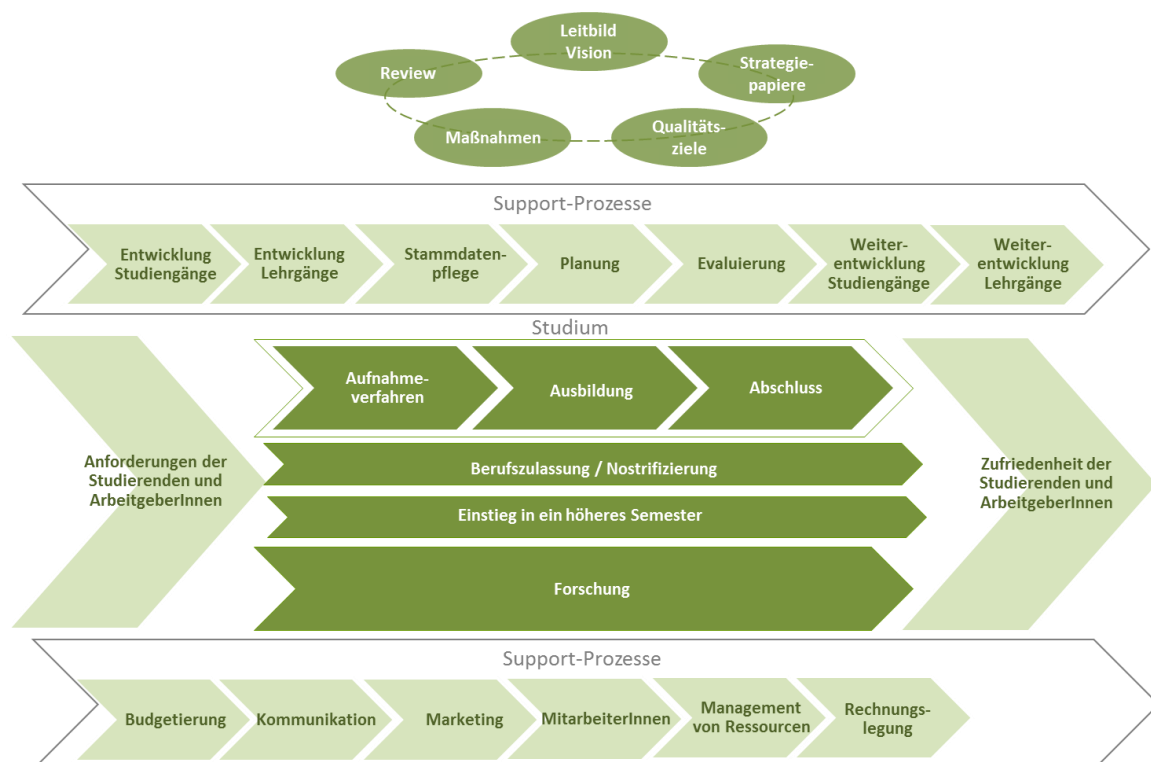 Leitbild
Vision
Review
Strategie-
papiere
Maßnahmen
Qualitäts-
ziele
Support-Prozesse
Entwicklung
Studiengänge
Entwicklung
Lehrgänge
Stammdaten-
pflege
Planung
Evaluierung
Weiter-
entwicklung
Studiengänge
Weiter-
entwicklung
Lehrgänge
Studium
Aufnahme-
verfahren
Ausbildung
Abschluss
Anforderungen der
Studierenden und
ArbeitgeberInnen
Berufszulassung / Nostrifizierung
Einstieg in ein höheres Semester
Forschung
Zufriedenheit der
Studierenden und
ArbeitgeberInnen
Support-Prozesse
Budgetierung
Kommunikation
Marketing
MitarbeiterInnen
Management
von Ressourcen
Rechnungs-
legung